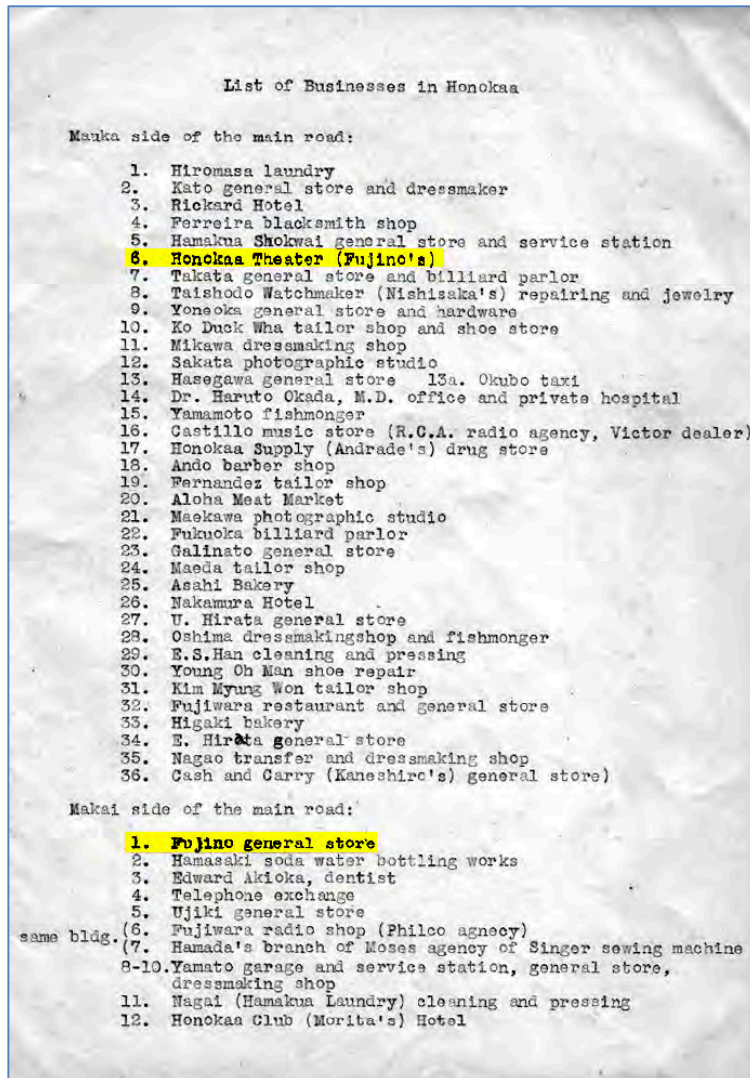 List of Businesses in Honokaa
Mauka side of the main road:
1. Hiromasa laundry
2. Kato general store and dressmaker
3. Rickard Hotel
4. Ferreira blacksmith shop
5. Hamakua Shokwai general store and service station
6. Honokaa Theater (Fujino's)
7. Takata general store and billiard parlor
8. Taishodo Watchmaker (Nishisaka's) repairing and jewelry
9. Yoneoka general store and hardware
10. Ko Duck Wha tailor shop and shoe store
11. Mikawa dressmaking shop
12. Sakata photographic studio
13. Hasegawa general store 13a. Okubo taxi
14. Dr. Haruto Okada, M.D. office and private hospital
15. Yamamoto fishmonger
16. Castillo music store (R.C.A. radio agency, Victor dealer)
17. Honokaa Supply (Andrade's) drug store
18. Ando barber shop
19. Fernandez tailor shop
20. Aloha Meat Market
21. Maekawa photographic studio
22. Fukuoka billiard parlor
23. Galinato general store
24. Maeda tailor shop
25. Asahi Bakery
26. Nakamura Hotel
27. U. Hirata general store
28. Oshima dressmakingshop and fishmonger
29. E.S.Han cleaning and pressing
30. Young Oh Man shoe repair
31. Kim Myung Won tailor shop
32. Fujiwara restaurant and general store
33. Higaki bakery
34. E. Hirata general store
35. Nagao transfer and dressmaking shop
36. Cash and Carry (Kaneshiro's) general store)
Makai side of the main road:
1. Fujino general store
2. Hamasaki soda water bottling works
3. Edward Akioka, dentist
4. Telephone exchange
5. Ujiki general store
same bldg. (6. Fujiwara radio shop (Philco agnecy)
(7. Hamada's branch of Moses agency of Singer sewing machine
8-10. Yamato garage and service station, general store,
dressmaking shop
11. Nagai (Hamakua Laundry) cleaning and pressing
12. Honokaa Club (Morita's) Hotel